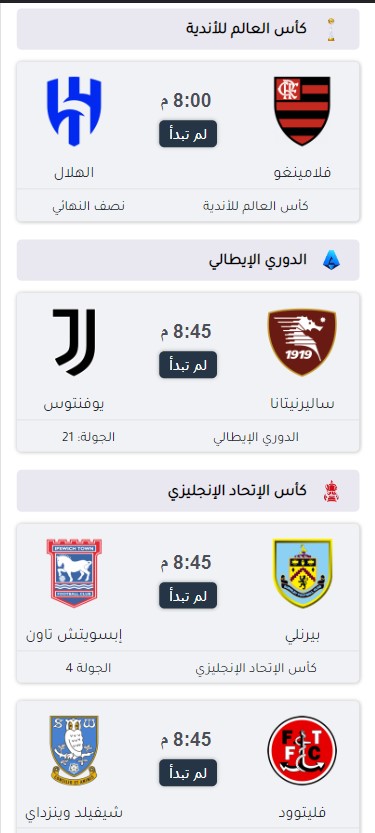 كأس العالم للأندية
8:00 م
لم تبدأ
فلامينغو
الهلال
كأس العالم للأندية
نصف النهائي
الدوري الإيطالي
8:45 م
لم تبدأ
1919
ساليرنيتانا
يوفنتوس
الدوري الإيطالي
الجولة: 21
كأس الإتحاد الإنجليزي
IPSWICH TOWN
FOOTBALL CLUB
8:45 م
لم تبدأ
بيرنلي
إبسويتش تاون
كأس الإتحاد الإنجليزي
الجولة 4
S W
F T
F C
8:45 م
لم تبدأ
فليتوود
شيفيلد وينزداي